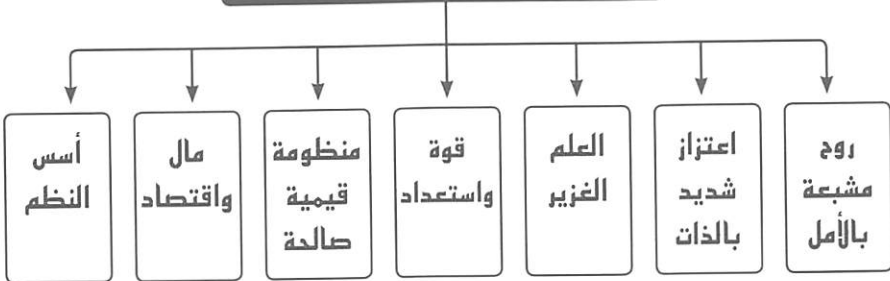 روح
مشبعة
بالأمل
اعتزاز
شديد
بالذات
العلم
الغزير
قوة
واستعداد
منظومة
قيمية
صالحة
مال
واقتصاد
أسس
النظم